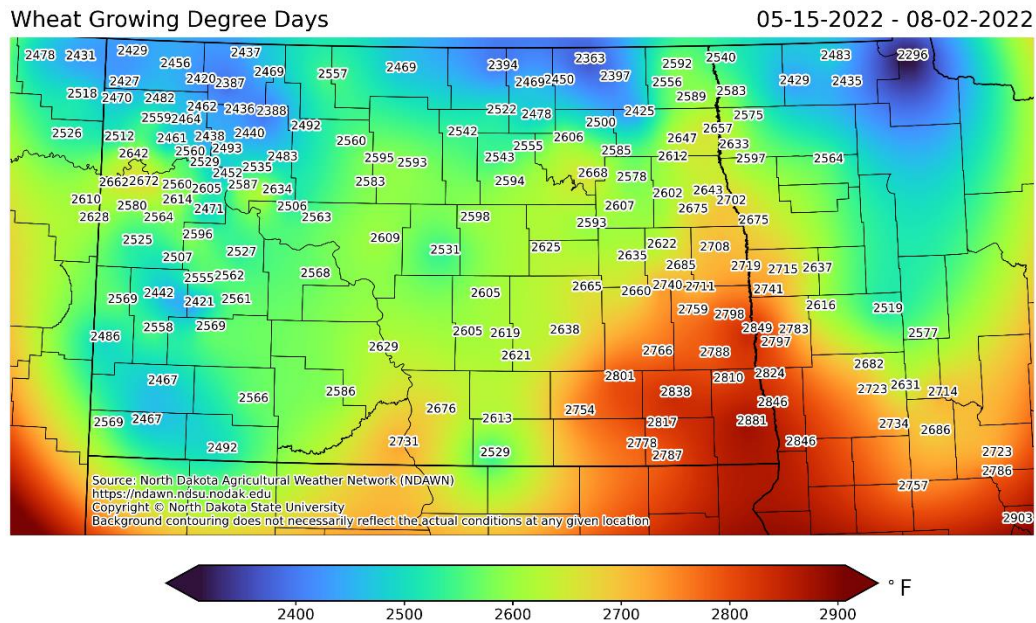 Wheat Growing Degree Days 05-15-2022 - 08-02-2022
2478 2431 2429 2456 2437 2469 2557 2469 2394 2363 2592 2540 2483 2296
2427 2420 2387 2469 2450 2397 2556 2429 2435
2518 2470 2482 2462 2436 2388 2522 2478 2425 2589 2583
2559 2464 2492 2500 2575
2526 2512 2461 2438 2440 2560 2542 2606 2647 2657
2642 2560 2493 2483 2595 2593 2543 2555 2585 2612 2633 2597 2564
2529 2535
2662 2672 2560 2452 2587 2634 2583 2594 2668 2578
2610 2580 2614 2605 2506 2607 2602 2643 2702
2628 2564 2471 2563 2598 2593 2675 2675
2525 2596 2609
2507 2527 2531 2625 2635 2622 2708
2555 2562 2568 2685 2719 2715 2637
2569 2442 2421 2561 2605 2665 2660 2740 2711 2741
2616 2519
2558 2569 2759 2798
2486 2605 2619 2638 2849 2783 2577
2629 2621 2766 2788 2797
2682
2467 2801 2810 2824
2566 2586 2838 2723 2631 2714
2676 2754 2846
2569 2467 2613 2817 2881 2734 2686
2492 2731 2529 2778 2787 2846 2723
2786
2757
2903
Source: North Dakota Agricultural Weather Network (NDAWN)
https://ndawn.ndsu.nodak.edu
Copyright © North Dakota State University
Background contouring does not necessarily reflect the actual conditions at any given location
° F
2400 2500 2600 2700 2800 2900